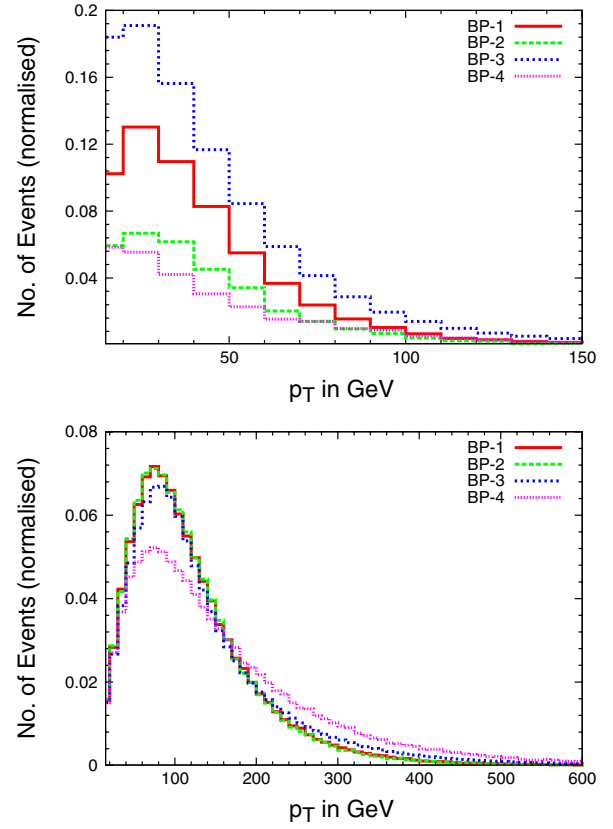 0.2
0.16
0.12
0.08
0.04
No. of Events (normalised)
BP-1
BP-2
BP-3
BP-4
50
100
150
pT in GeV
0.08
0.06
0.04
0.02
0
No. of Events (normalised)
BP-1
BP-2
BP-3
BP-4
100
200
300
400
500
600
pT in GeV